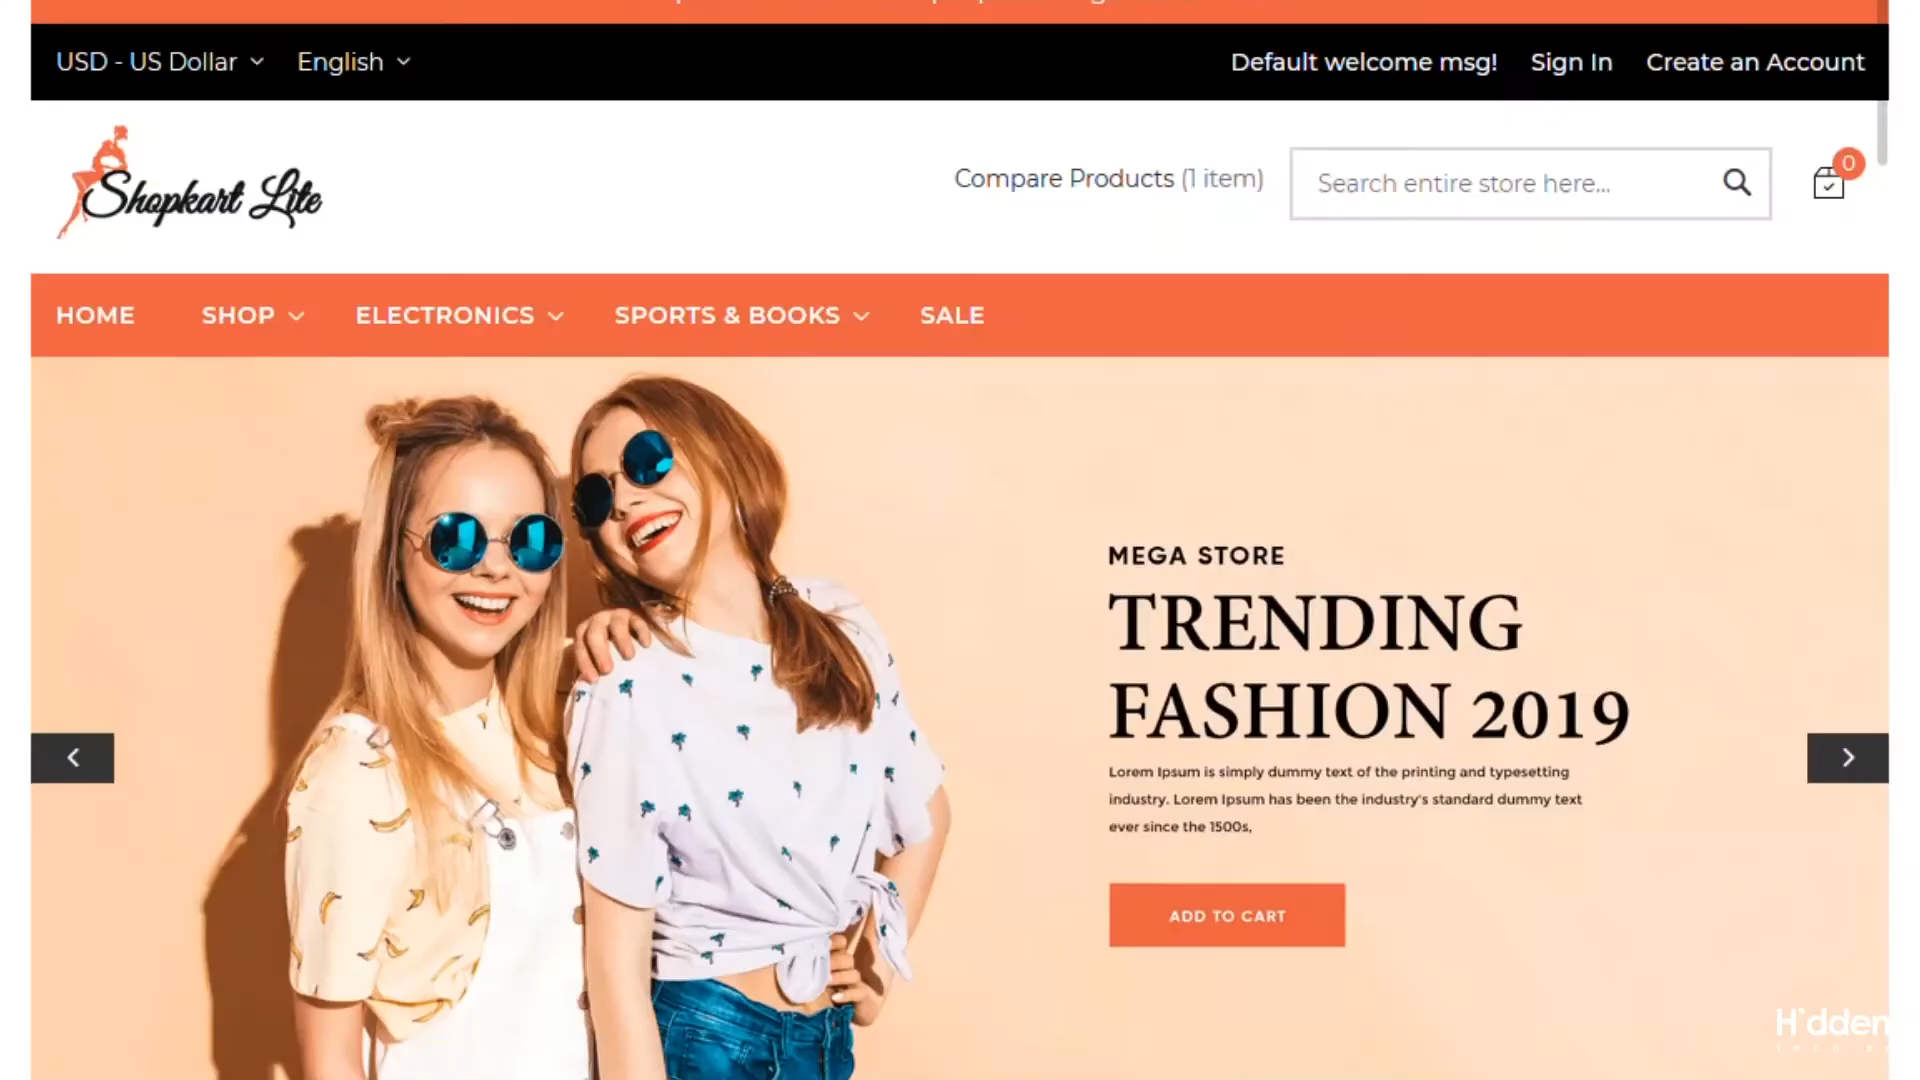 USD - US Dollar
English
Default welcome msg!
Sign In
Create an Account
Shopkart Lite
Compare Products (1 item)
Search entire store here...
0
HOME
SHOP
ELECTRONICS
SPORTS & BOOKS
SALE
MEGA STORE
TRENDING
FASHION 2019
Lorem Ipsum is simply dummy text of the printing and typesetting
industry. Lorem Ipsum has been the industry's standard dummy text
ever since the 1500s,
ADD TO CART
Hidden